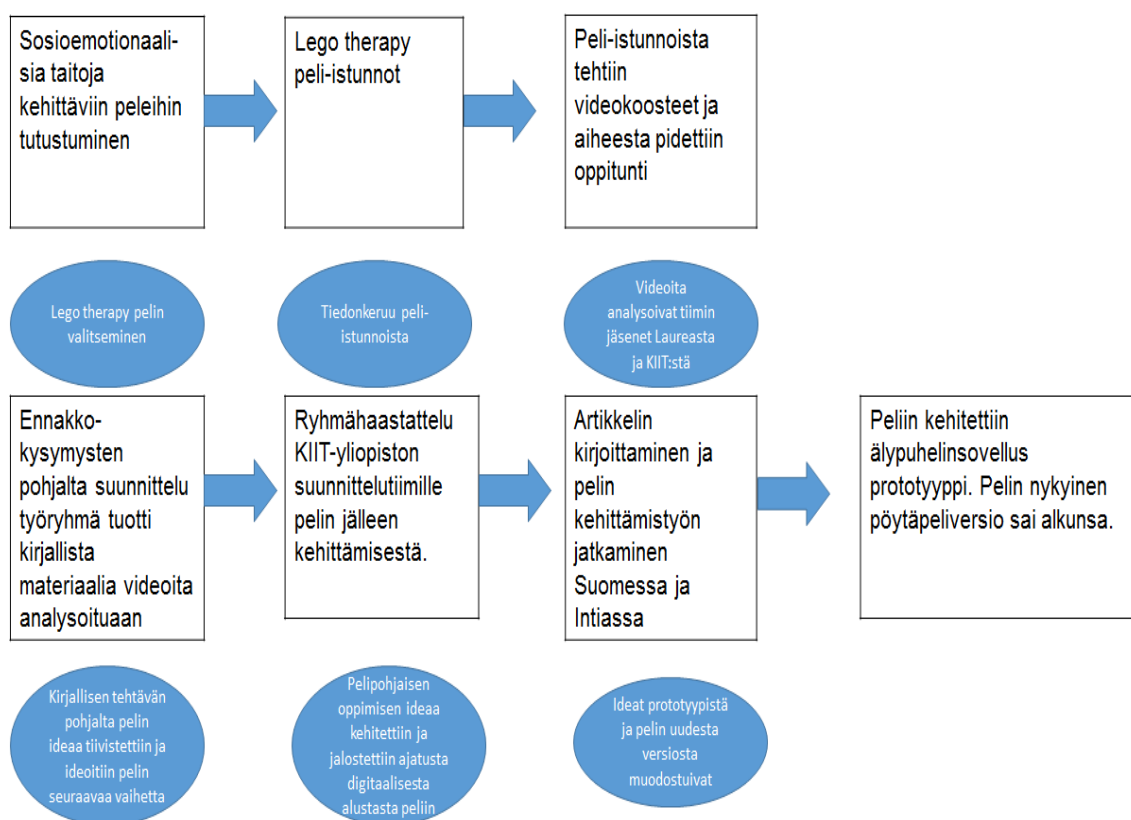 Sosioemotionaali-
sia taitoja
kehittäviin peleihin
tutustuminen
Lego therapy
peli-istunnot
Peli-istunnoista
tehtiin
videokoosteet ja
aiheesta pidettiin
oppitunti
Lego therapy pelin
valitseminen
Tiedonkeruu peli-
istunnoista
Videoita
analysoivat tiimin
jäsenet Laureasta
ja KIIT:stä
Ennakko-
kysymysten
pohjalta suunnittelu
työryhmä tuotti
kirjallista
materiaalia videoita
analysoituaan
Ryhmähaastattelu
KIIT-yliopiston
suunnittelutiimille
pelin jälleen
kehittämisestä.
Artikkelin
kirjoittaminen ja
pelin
kehittämistyön
jatkaminen
Suomessa ja
Intiassa
Peliin kehitettiin
älypuhelinsovellus
prototyyppi. Pelin nykyinen
pöytäpeliversio sai alkunsa.
Kirjallisen tehtävän
pohjalta pelin
ideaa tiivistettiin ja
ideoitiin pelin
seuraavaa vaihetta
Pelipohjaisen
oppimisen ideaa
kehitettiin ja
jalostettiin ajatusta
digitaalisesta
alustasta peliin
Ideat prototyypistä
ja pelin uudesta
versiosta
muodostuivat